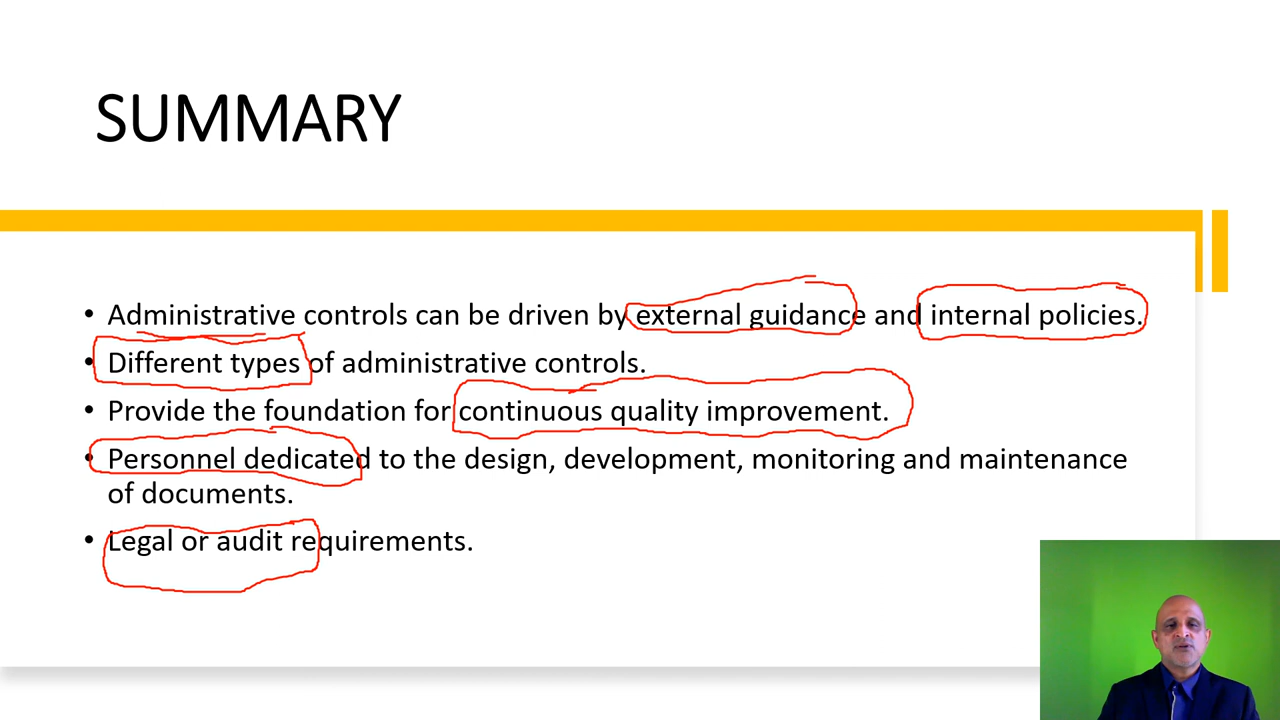 SUMMARY
• Administrative controls can be driven by external guidance and internal policies.
• Different types of administrative controls.
• Provide the foundation for continuous quality improvement.
• Personnel dedicated to the design, development, monitoring and maintenance
of documents.
• Legal or audit requirements.